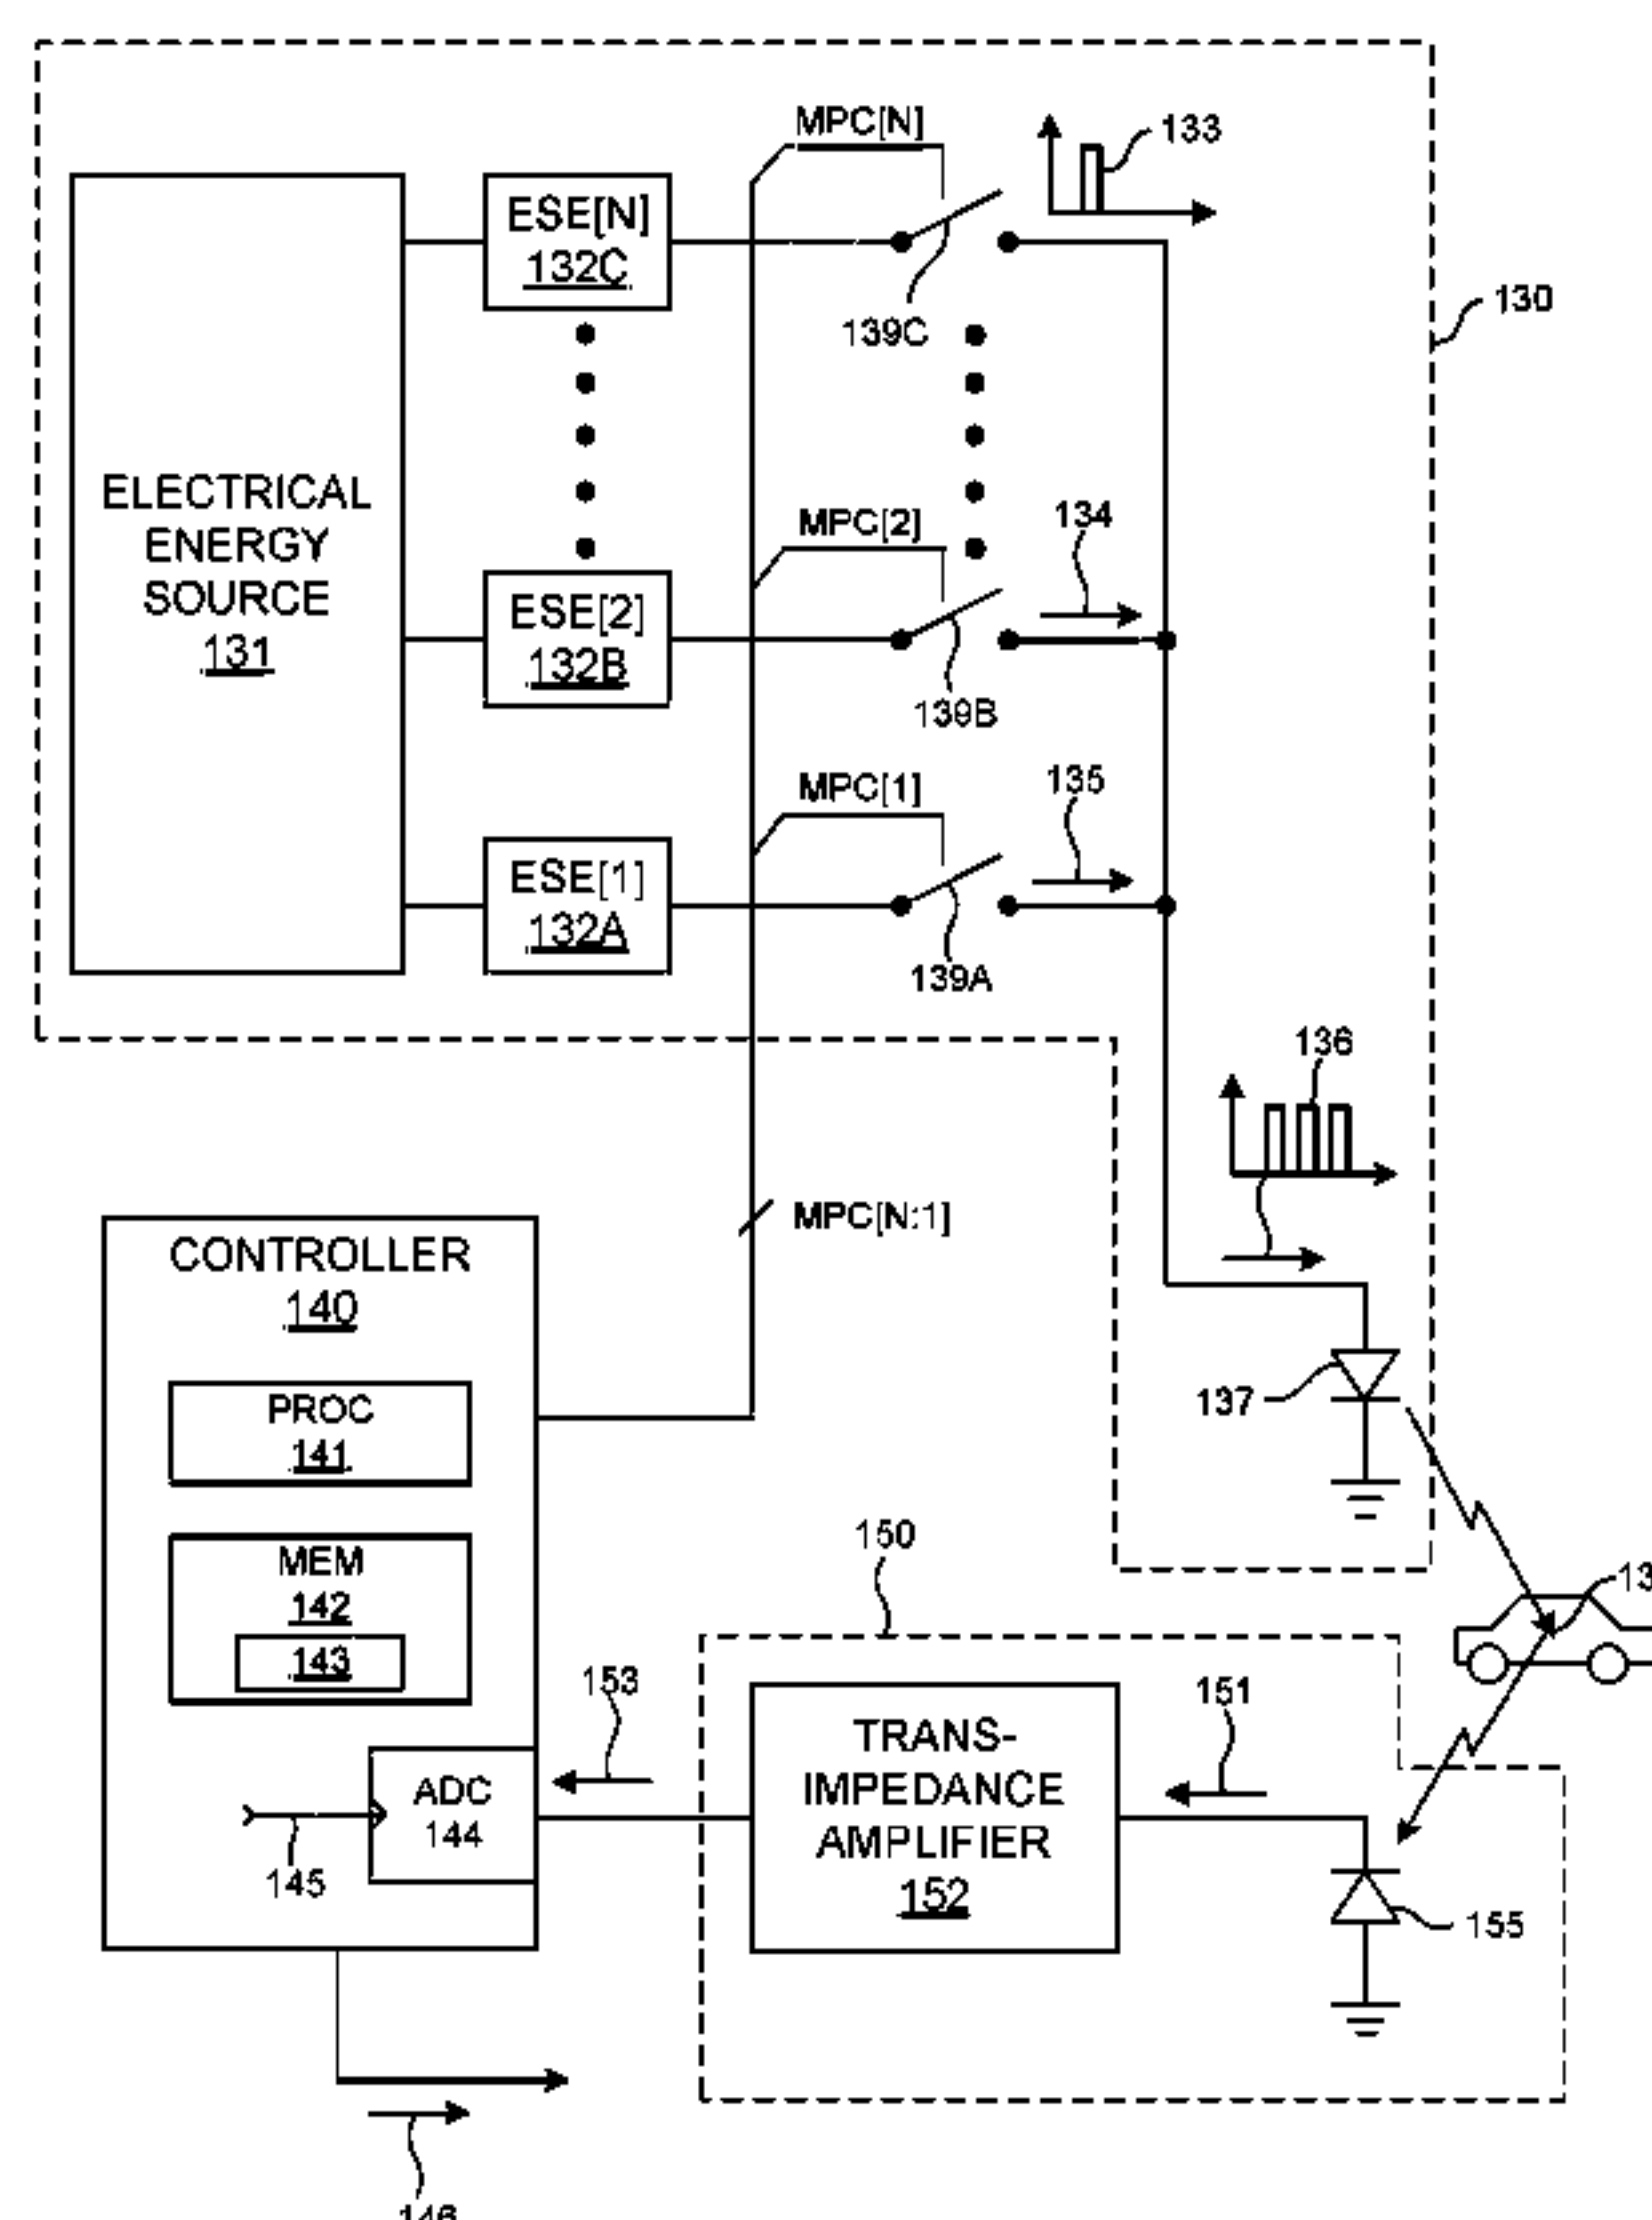 MPC[N]
133
ESE[N]
132C
139C
130
ELECTRICAL
ENERGY
SOURCE
131
MPC[2]
134
ESE[2]
132B
139B
MPC[1]
135
ESE[1]
132A
139A
136
MPC[N:1]
CONTROLLER
140
PROC
141
137
MEM
142
143
150
153
TRANS-
IMPEDANCE
AMPLIFIER
152
151
ADC
144
145
155